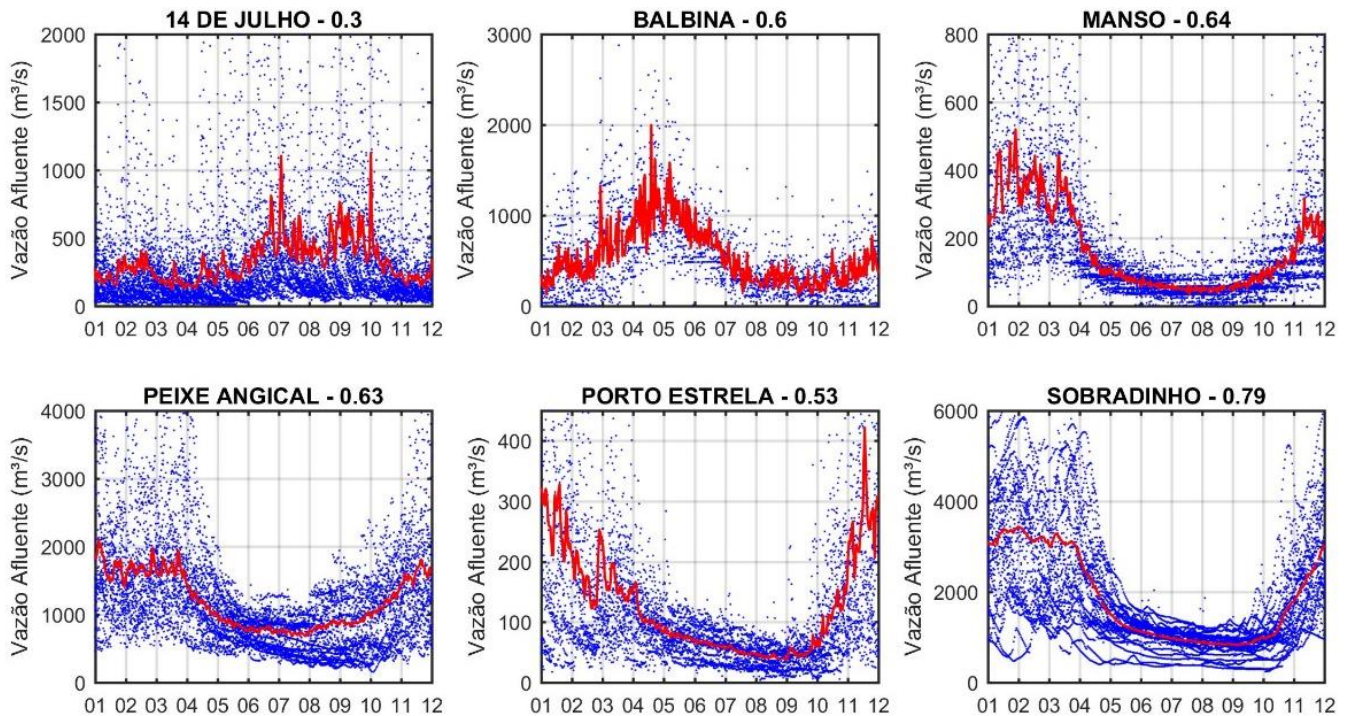 14 DE JULHO - 0.3
Vazão Afluente (m³/s)
2000
1500
1000
500
0
01 02 03 04 05 06 07 08 09 10 11 12
BALBINA - 0.6
Vazão Afluente (m³/s)
3000
2000
1000
0
01 02 03 04 05 06 07 08 09 10 11 12
MANSO - 0.64
Vazão Afluente (m³/s)
800
600
400
200
0
01 02 03 04 05 06 07 08 09 10 11 12
PEIXE ANGICAL - 0.63
Vazão Afluente (m³/s)
4000
3000
2000
1000
0
01 02 03 04 05 06 07 08 09 10 11 12
PORTO ESTRELA - 0.53
Vazão Afluente (m³/s)
400
300
200
100
0
01 02 03 04 05 06 07 08 09 10 11 12
SOBRADINHO - 0.79
Vazão Afluente (m³/s)
6000
4000
2000
0
01 02 03 04 05 06 07 08 09 10 11 12